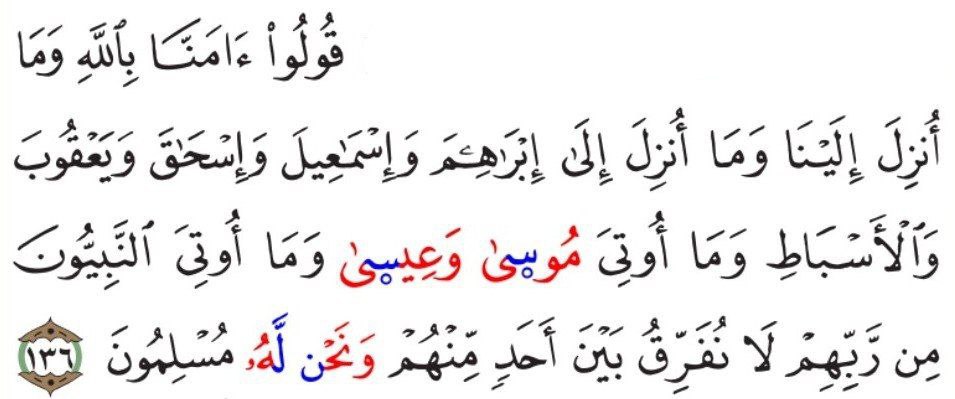 قُولُوٓا۟ ءَامَنَّا بِٱللَّهِ وَمَآ
أُنزِلَ إِلَيْنَا وَمَآ أُنزِلَ إِلَىٰٓ إِبْرَٰهِـۧمَ وَإِسْمَـٰعِيلَ وَإِسْحَـٰقَ وَيَعْقُوبَ
وَٱلْأَسْبَاطِ وَمَآ أُوتِىَ مُوسٜىٰ وَعِيسٜىٰ وَمَآ أُوتِىَ ٱلنَّبِيُّونَ
مِن رَّبِّهِمْ لَا نُفَرِّقُ بَيْنَ أَحَدٍ مِّنْهُمْ وَنَحْن لَّهُۥ مُسْلِمُونَ ١٣٦